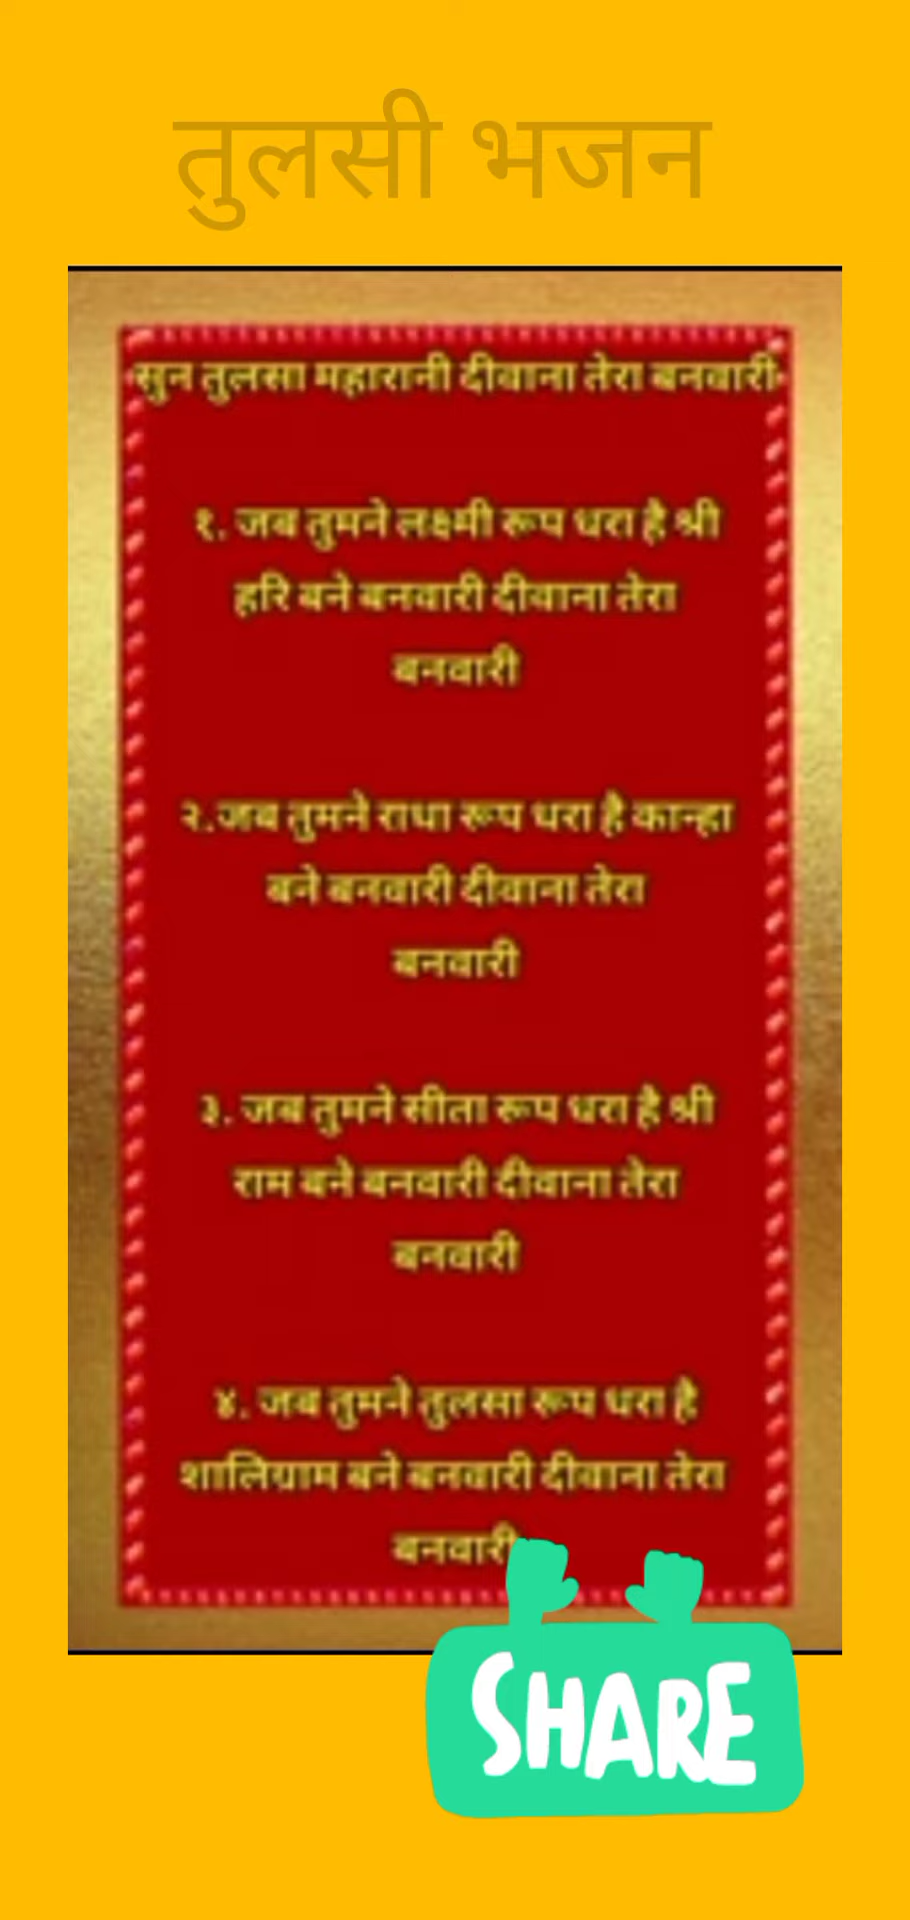 तुलसी भजन
सुन तुलसा महारानी दीवाना तेरा बनवारी
१. जब तुमने लक्ष्मी रूप धरा है श्री
हरि बने बनवारी दीवाना तेरा
बनवारी
२.जब तुमने राधा रूप धरा है कान्हा
बने बनवारी दीवाना तेरा
बनवारी
३. जब तुमने सीता रूप धरा है श्री
राम बने बनवारी दीवाना तेरा
बनवारी
४. जब तुमने तुलसा रूप धरा है
शालिग्राम बने बनवारी दीवाना तेरा
बनवारी
SHARE